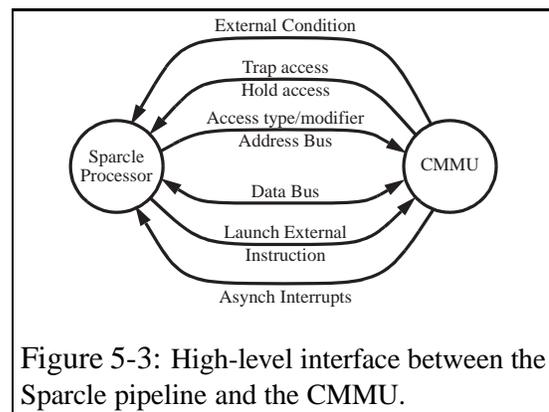 External Condition
Trap access
Hold access
Access type/modifier
Address Bus
Sparcle
Processor
CMMU
Data Bus
Launch External
Instruction
Asynch Interrupts
Figure 5-3: High-level interface between the
Sparcle pipeline and the CMMU.